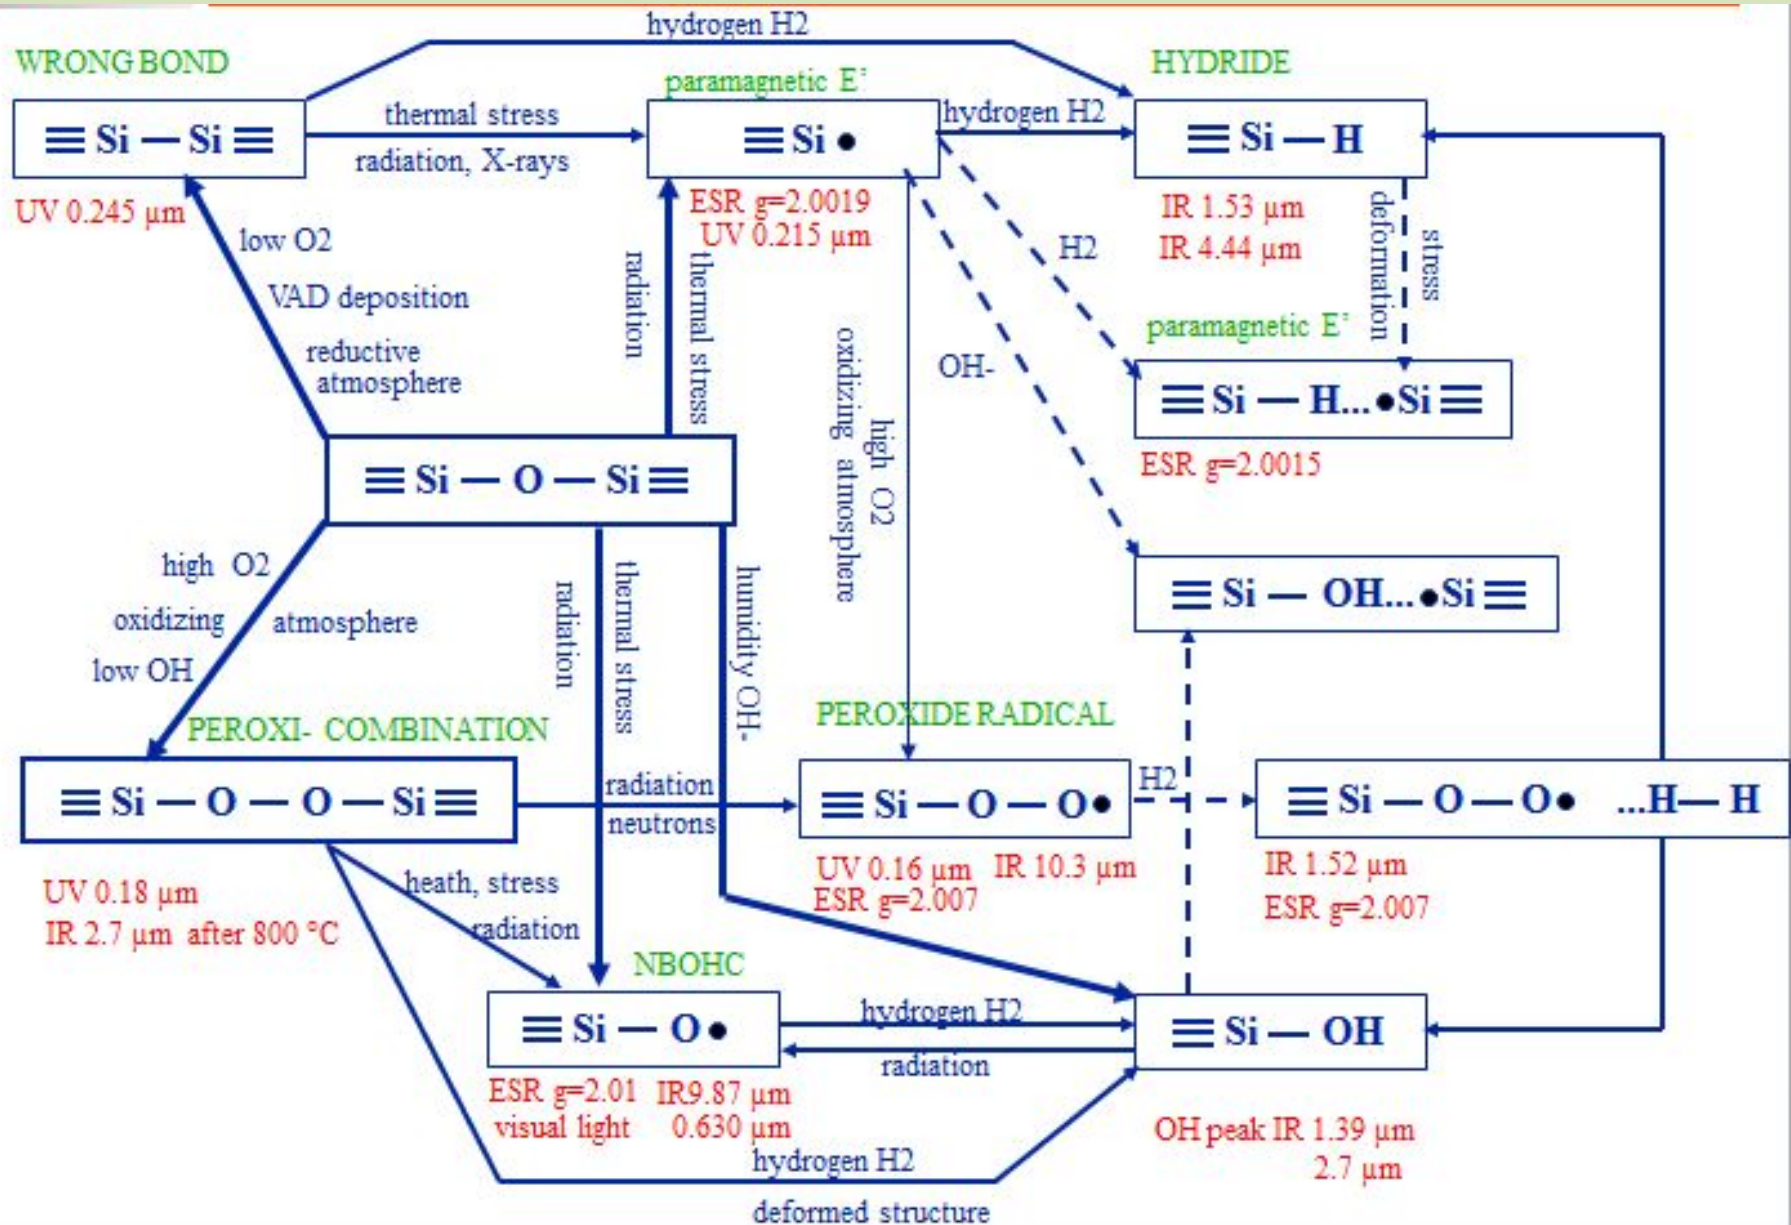 hydrogen H2
WRONG BOND
HYDRIDE
paramagnetic E'
≡ Si — Si ≡
thermal stress
radiation, X-rays
≡ Si •
hydrogen H2
≡ Si — H
UV 0.245 µm
ESR g=2.0019
UV 0.215 µm
IR 1.53 µm
IR 4.44 µm
low O2
VAD deposition
reductive
atmosphere
radiation
thermal stress
H2
deformation
stress
paramagnetic E'
≡ Si — H...•Si ≡
ESR g=2.0015
OH-
oxidizing atmosphere
high O2
≡ Si — O — Si ≡
high O2
oxidizing atmosphere
low OH
radiation
thermal stress
humidity OH-
≡ Si — OH...•Si ≡
PEROXI- COMBINATION
PEROXIDE RADICAL
≡ Si — O — O — Si ≡
radiation
neutrons
≡ Si — O — O•
H2
≡ Si — O — O• ...H — H
UV 0.18 µm
IR 2.7 µm after 800 °C
heath, stress
radiation
UV 0.16 µm IR 10.3 µm
ESR g=2.007
IR 1.52 µm
ESR g=2.007
NBOHC
≡ Si — O•
hydrogen H2
radiation
≡ Si — OH
ESR g=2.01 IR9.87 µm
visual light 0.630 µm
OH peak IR 1.39 µm
2.7 µm
hydrogen H2
deformed structure